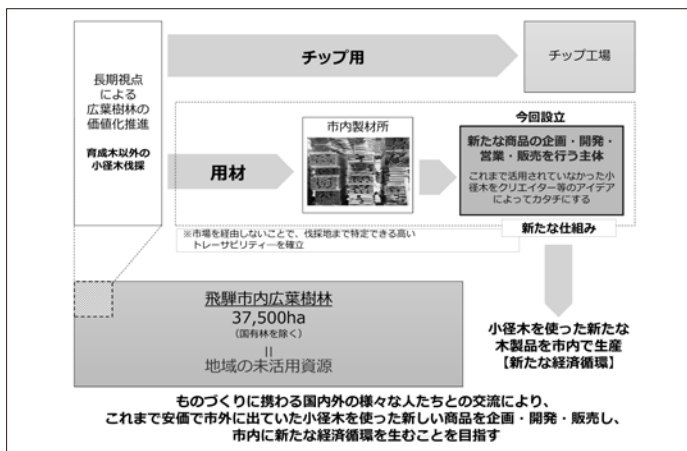 チップ用
チップ工場
長期視点
による
広葉樹林の
価値化推進
育成木以外の
小径木伐採
用材
市内製材所
今回設立
新たな商品の企画・開発・
営業・販売を行う主体
これまで活用されていなかった小
径木をクリエイター等のアイデア
によってカタチにする
新たな仕組み
※市場を経由しないことで、伐採地まで特定できる高い
トレーサビリティ―を確立
飛騨市内広葉樹林
37,500ha
(国有林を除く)
॥
地域の未活用資源
小径木を使った新たな
木製品を市内で生産
【新たな経済循環】
ものづくりに携わる国内外の様々な人たちとの交流により、
これまで安価で市外に出ていた小径木を使った新しい商品を企画・開発・販売し、
市内に新たな経済循環を生むことを目指す